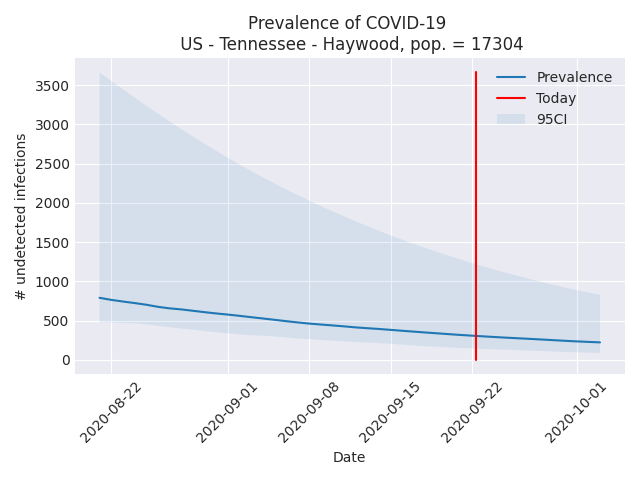 Prevalence of COVID-19
US - Tennessee - Haywood, pop. = 17304
Prevalence
Today
95CI
# undetected infections
3500
3000
2500
2000
1500
1000
500
0
2020-08-22
2020-09-01
2020-09-08
2020-09-15
2020-09-22
2020-10-01
Date